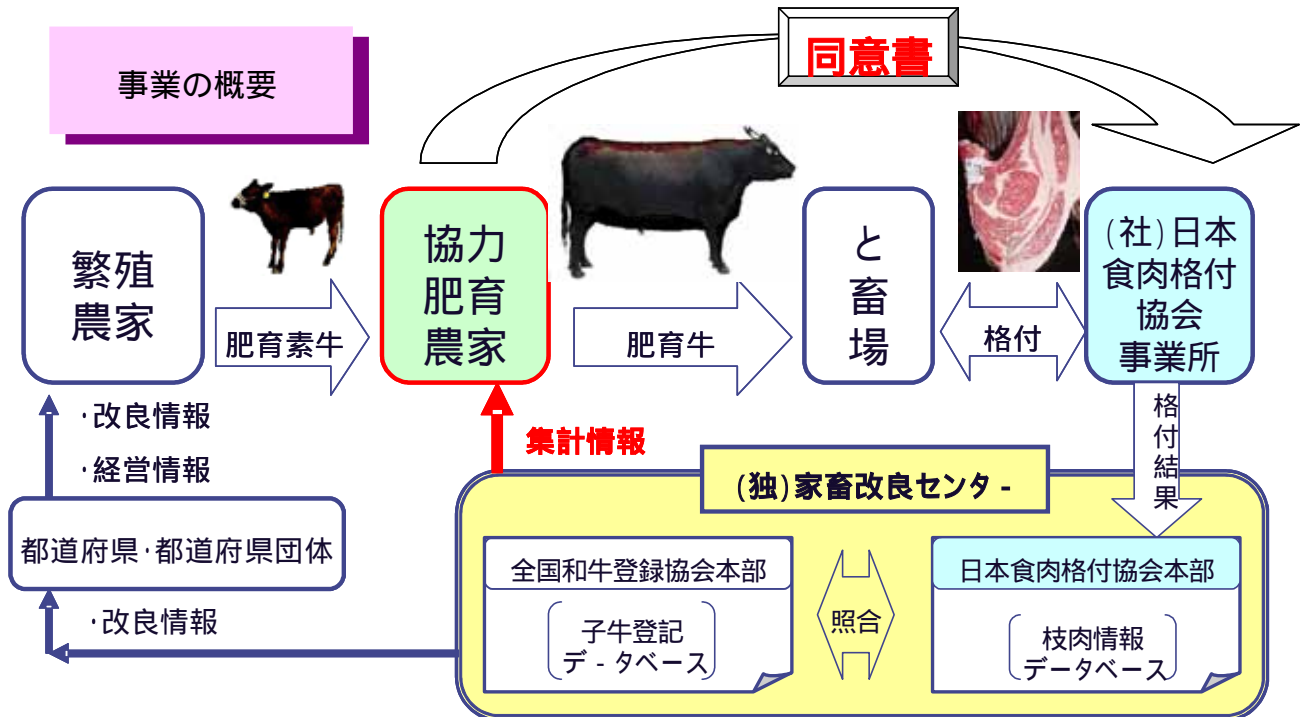 事業の概要
同意書
繁殖
農家
肥育素牛
協力
肥育
農家
肥育牛
と
畜
場
格付
(社)日本
食肉格付
協会
事業所
格付結果
・改良情報
・経営情報
集計情報
(独)家畜改良センタ-
都道府県・都道府県団体
・改良情報
全国和牛登録協会本部
子牛登記
デ-タベース
照合
日本食肉格付協会本部
枝肉情報
データベース